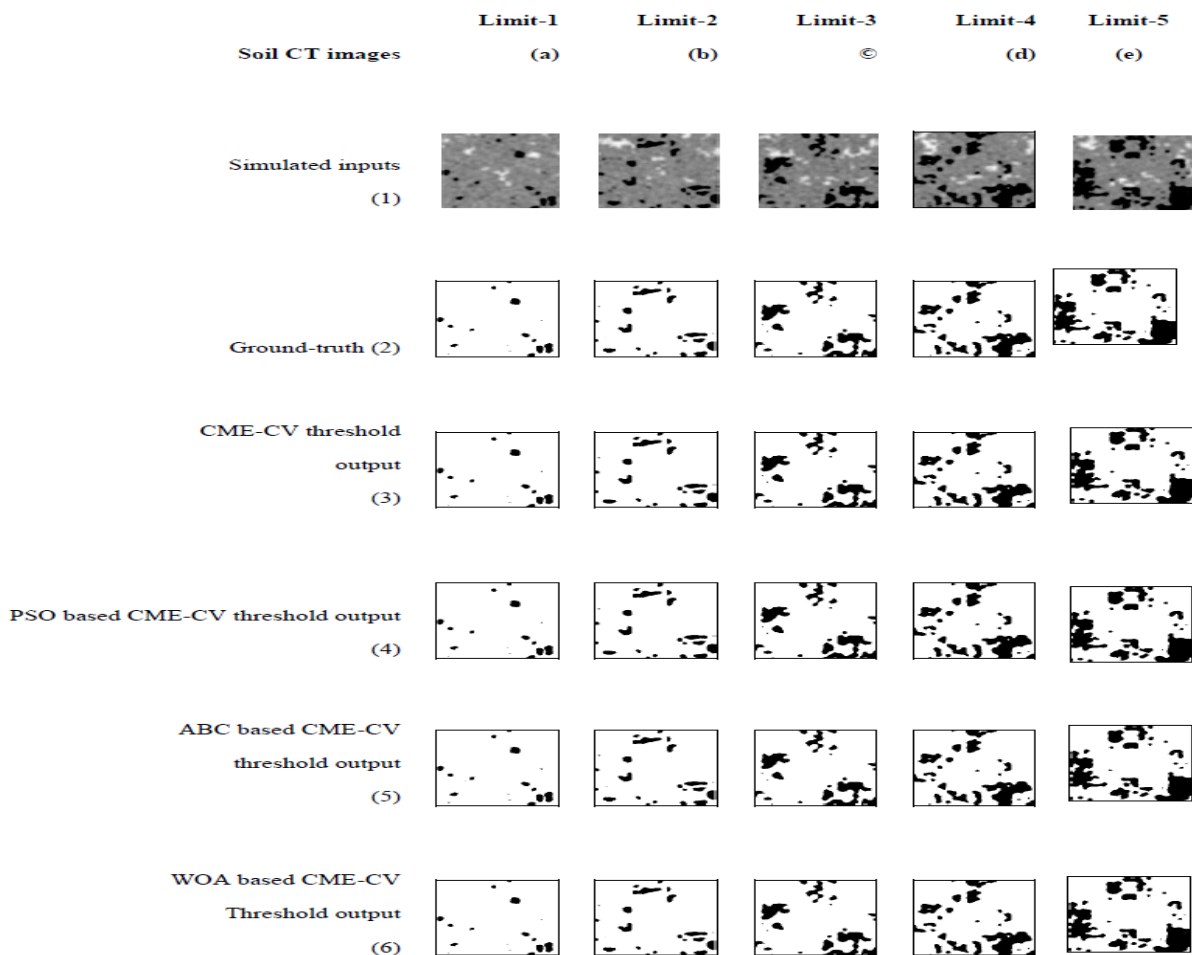 Limit-1 Limit-2 Limit-3 Limit-4 Limit-5
Soil CT images (a) (b) © (d) (e)
Simulated inputs
(1)
Ground-truth (2)
CME-CV threshold
output
(3)
PSO based CME-CV threshold output
(4)
ABC based CME-CV
threshold output
(5)
WOA based CME-CV
Threshold output
(6)